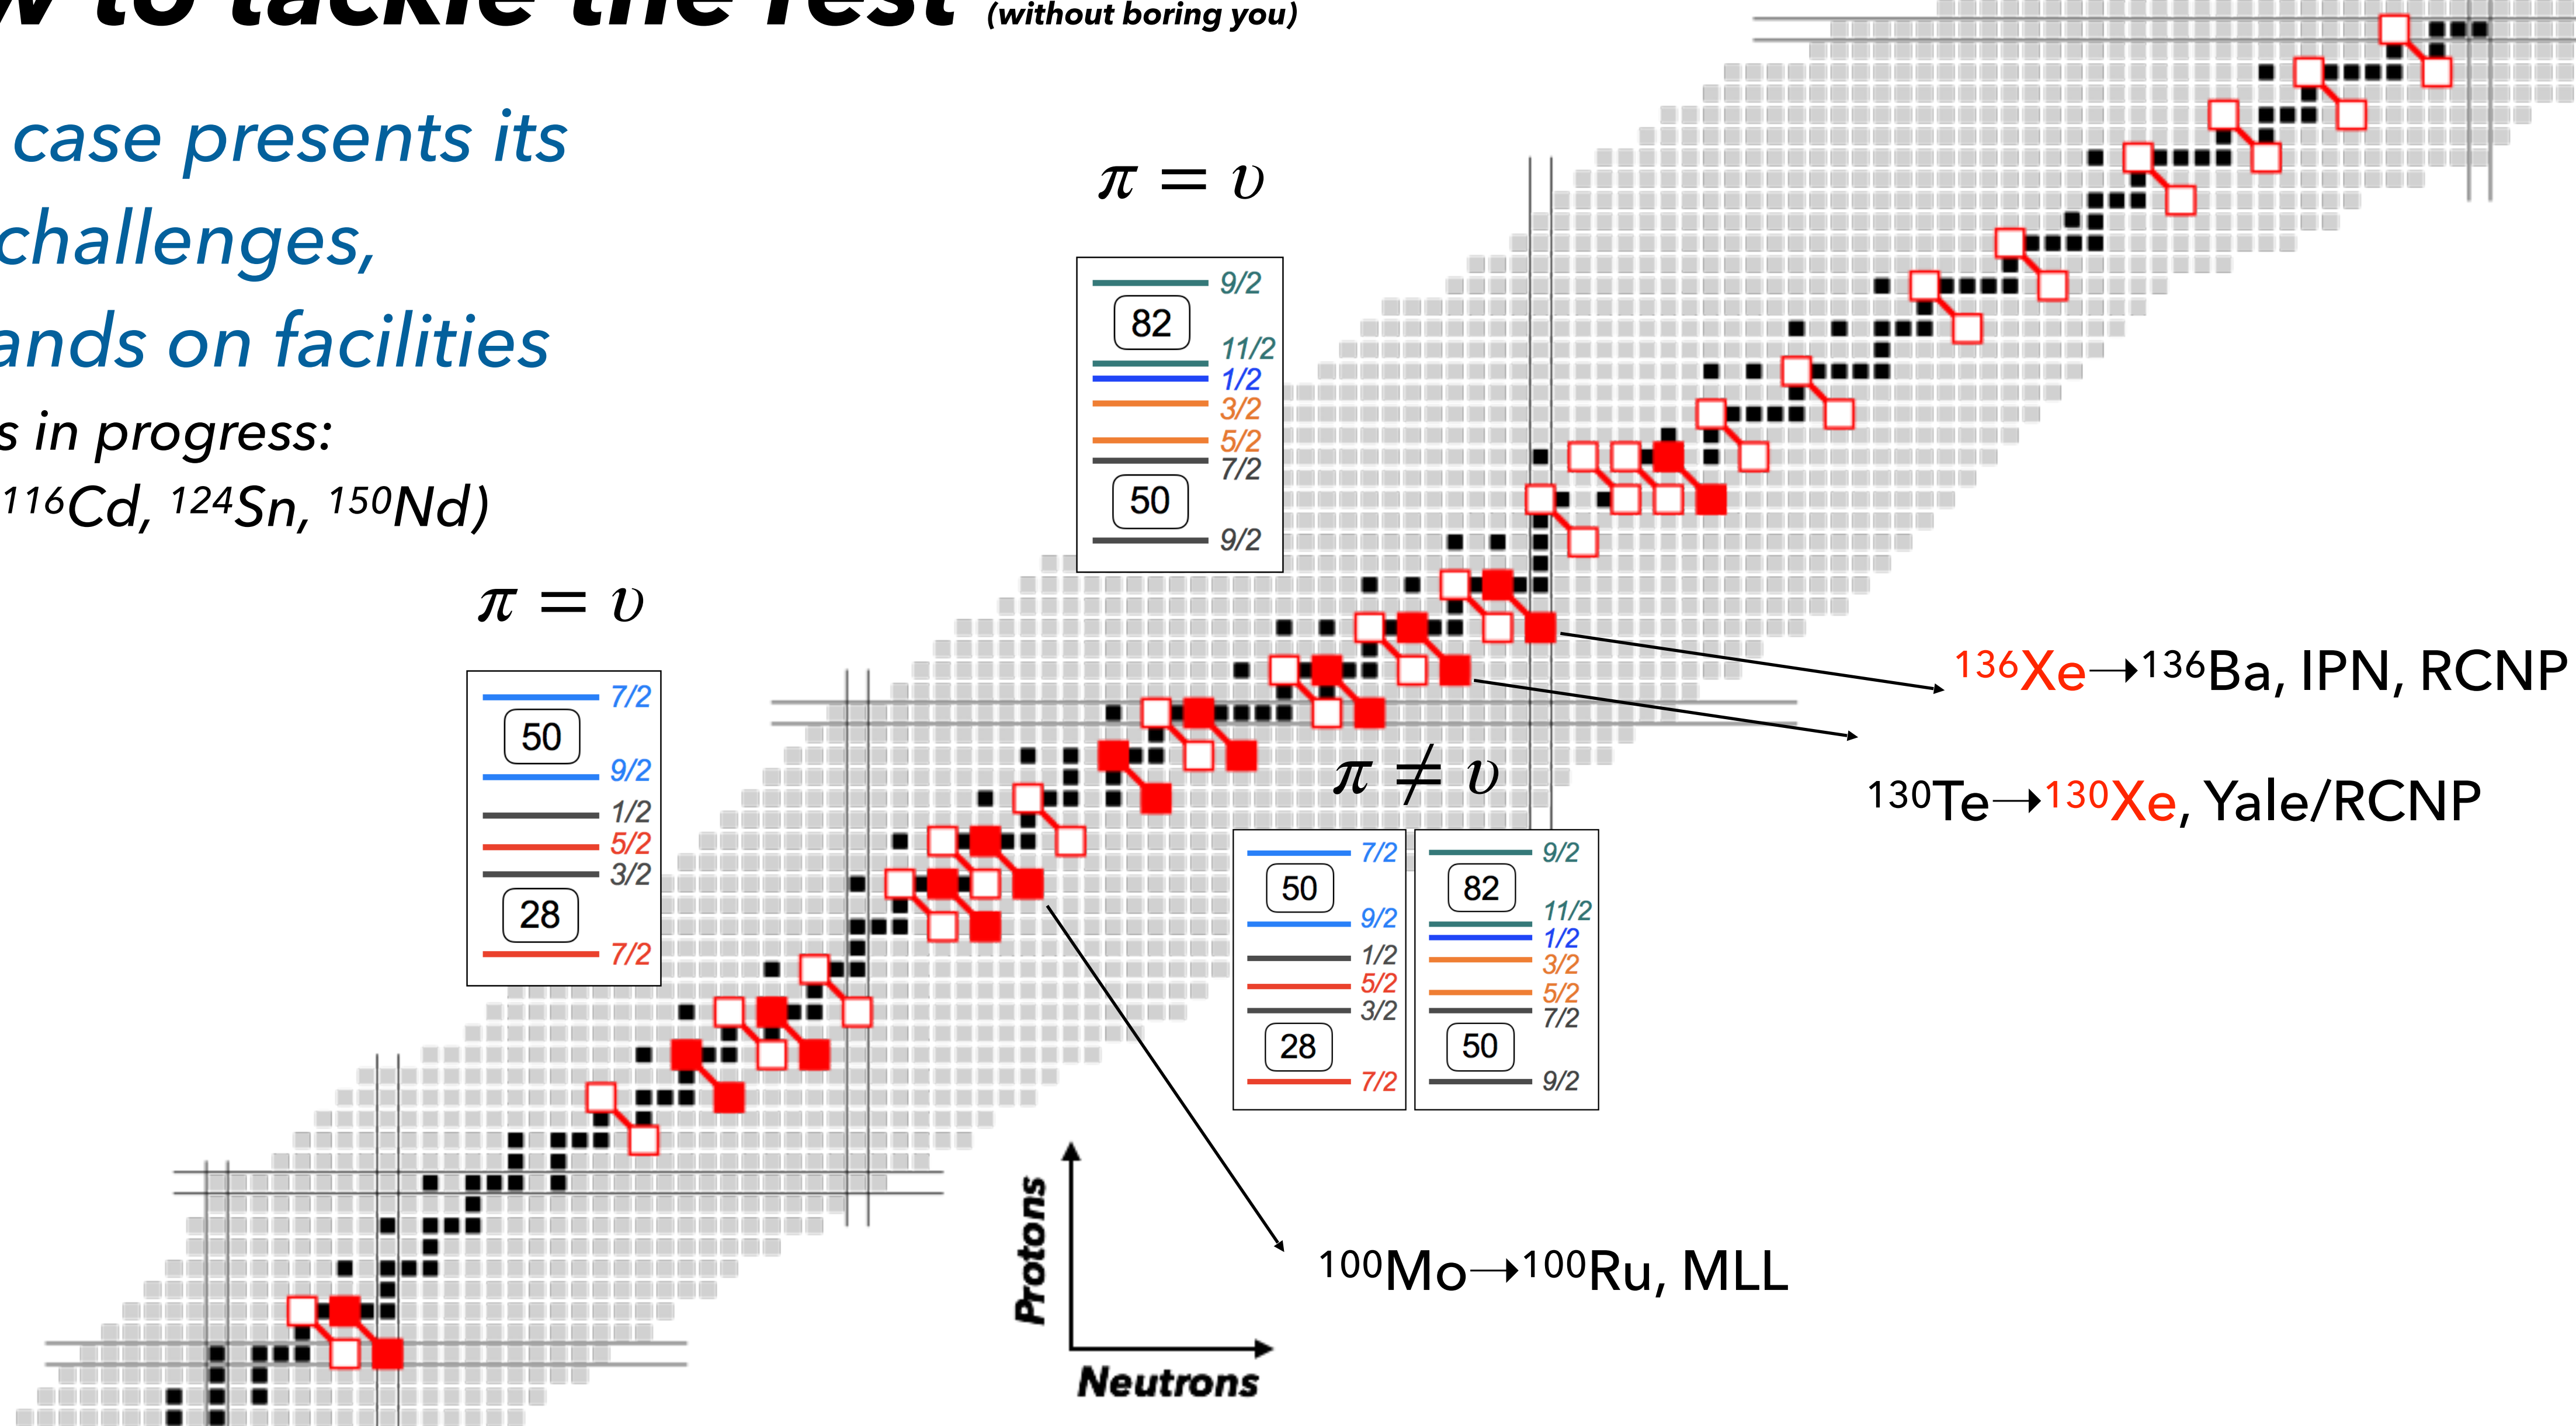 w to tackle the rest (without boring you)
case presents its
challenges,
ands on facilities
s in progress:
116Cd, 124Sn, 150Nd)
π = υ
9/2
82
11/2
1/2
3/2
5/2
7/2
50
9/2
π = υ
7/2
50
9/2
1/2
5/2
3/2
28
7/2
136Xe→136Ba, IPN, RCNP
130Te→130Xe, Yale/RCNP
π ≠ υ
7/2
50
9/2
1/2
5/2
3/2
28
7/2
9/2
82
11/2
1/2
3/2
5/2
7/2
50
9/2
100Mo→100Ru, MLL
Protons
Neutrons